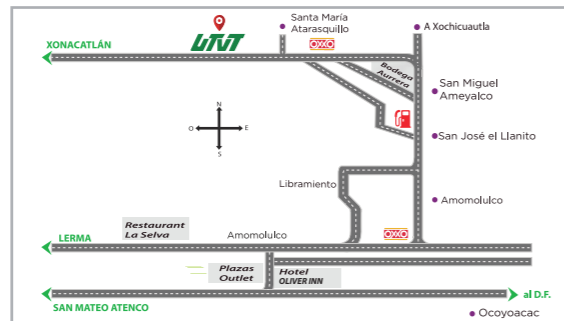 Santa María
Atarasquillo
A Xochicuautla
UTVT
OXXO
XONACATLÁN
Bodega
Aurrera
San Miguel
Ameyalco
N
O
E
S
San José el Llanito
Libramiento
Amomolulco
Restaurant
La Selva
Amomolulco
OXXO
LERMA
Plazas
Outlet
Hotel
OLIVER INN
SAN MATEO ATENCO
al D.F.
Ocoyoacac